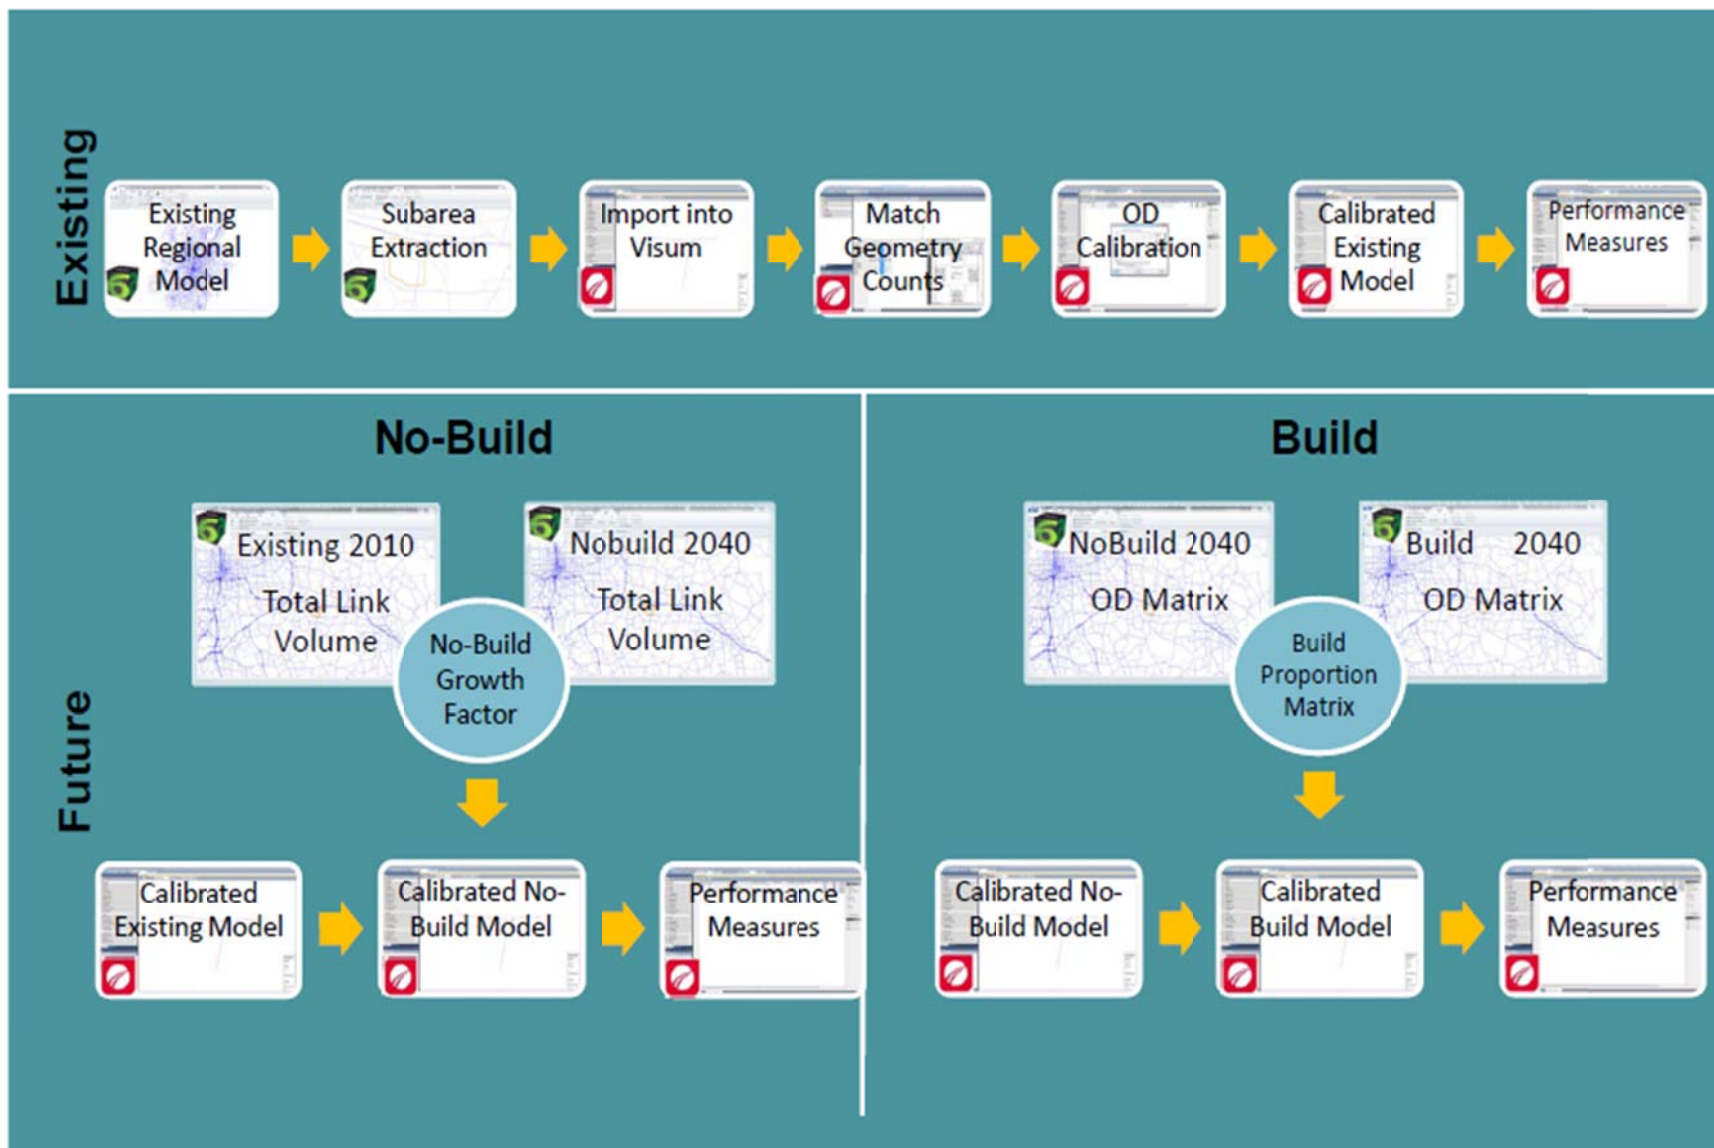 Existing
Existing
Regional
Model
Subarea
Extraction
Import into
Visum
Match
Geometry
Counts
OD
Calibration
Calibrated
Existing
Model
Performance
Measures
Future
No-Build
Existing 2010
Total Link
Volume
Nobuild 2040
Total Link
Volume
No-Build
Growth
Factor
Calibrated
Existing Model
Calibrated No-
Build Model
Performance
Measures
Build
NoBuild 2040
OD Matrix
Build 2040
OD Matrix
Build
Proportion
Matrix
Calibrated No-
Build Model
Calibrated
Build Model
Performance
Measures